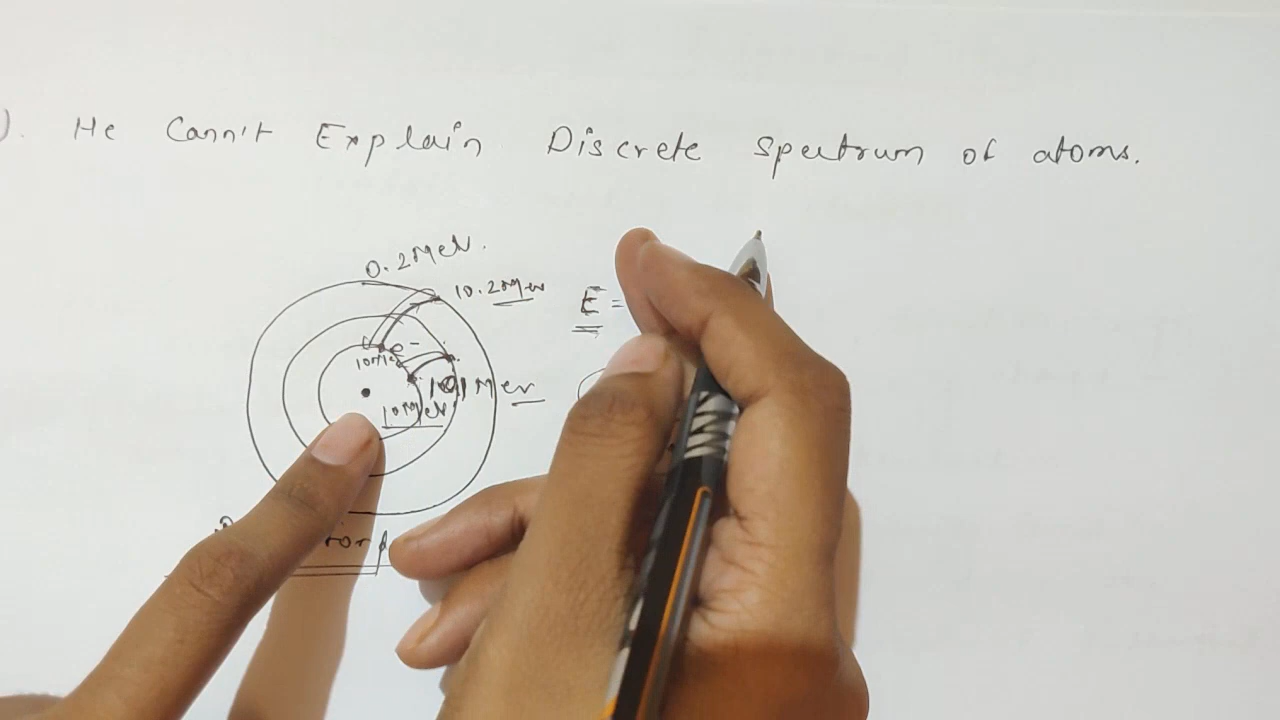 ). He Cann't Explain Discrete spectrum of atoms.
0.2MeV.
10.2Mev
E =
e-
10Mev